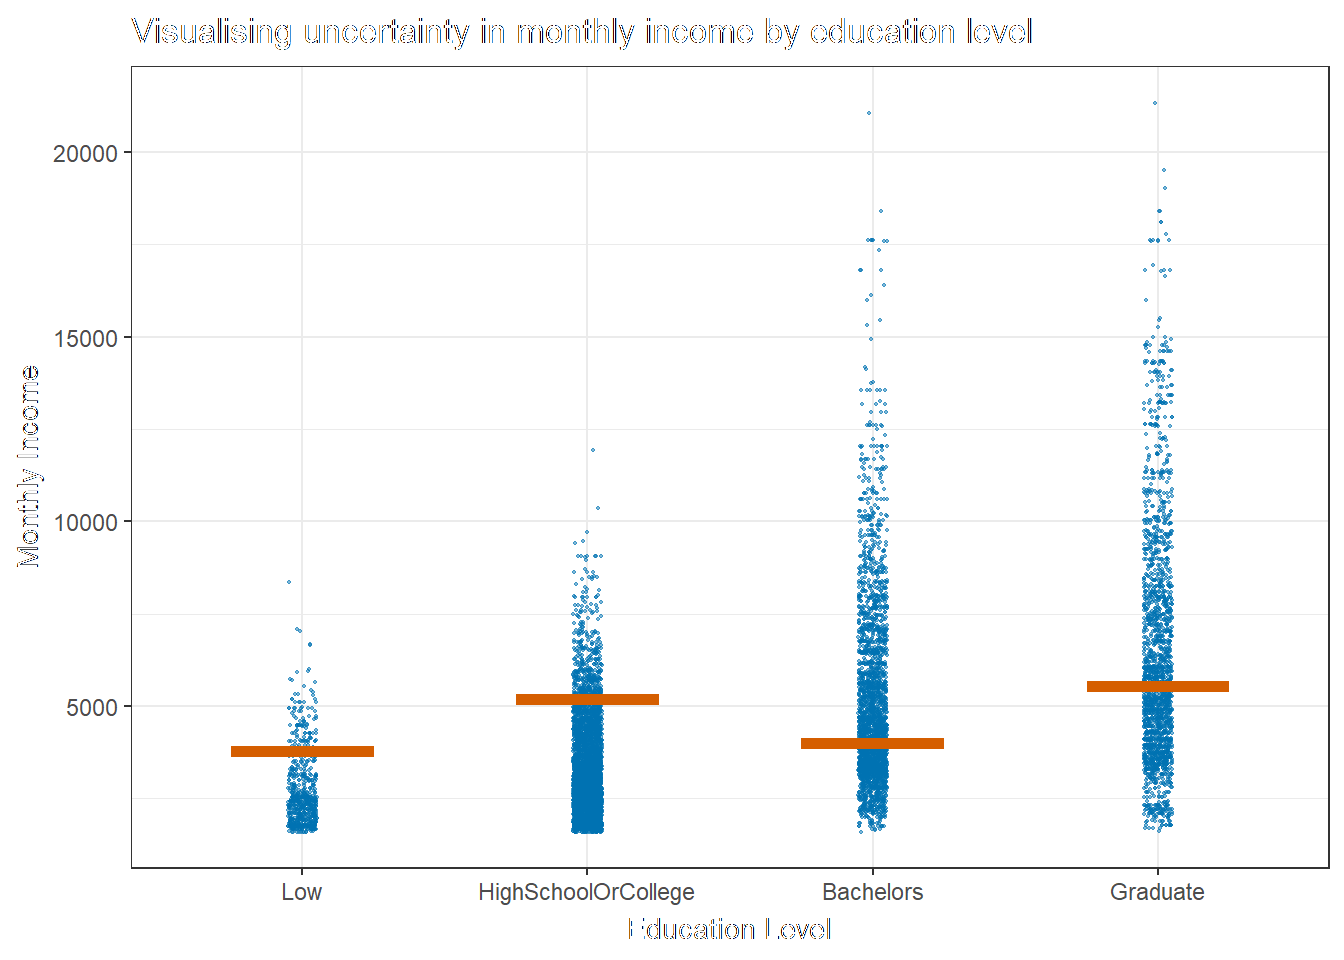 Visualising uncertainty in monthly income by education level
20000
15000
10000
5000
Monthly Income
Low
HighSchoolOrCollege
Bachelors
Graduate
Education Level